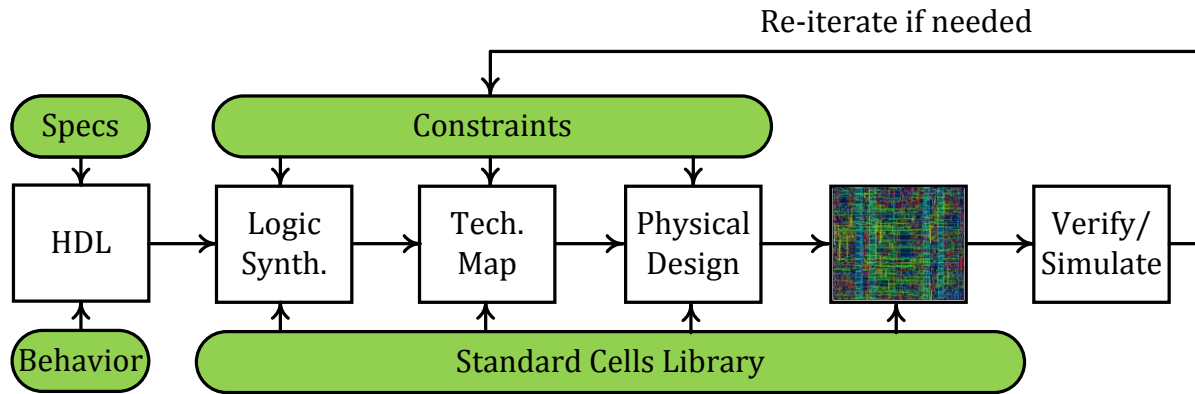 Re-iterate if needed
Specs
Constraints
HDL
Logic
Synth.
Tech.
Map
Physical
Design
Verify/
Simulate
Behavior
Standard Cells Library